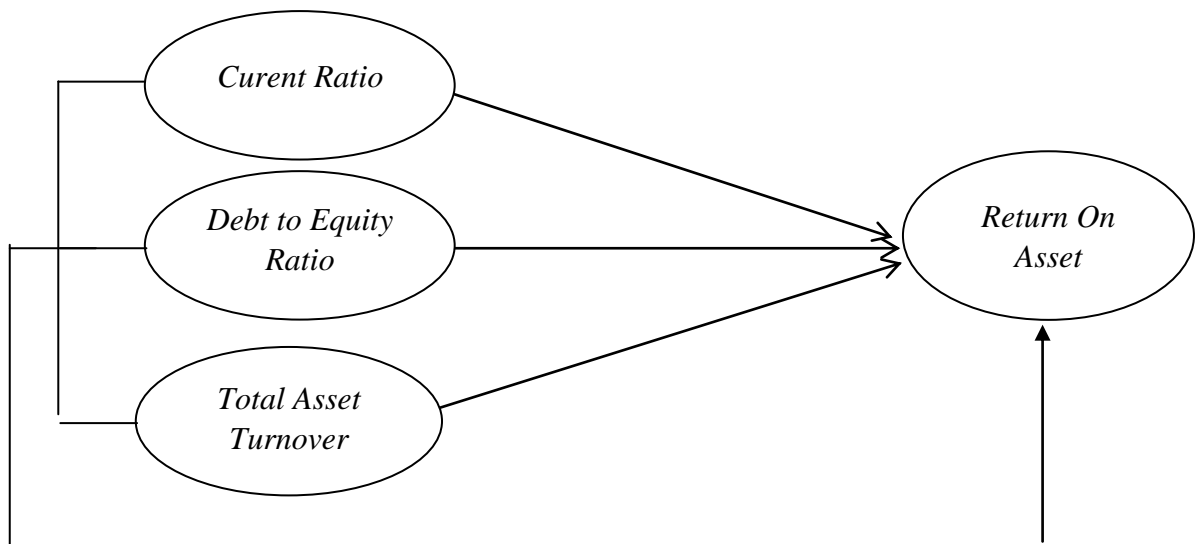 Curent Ratio
Debt to Equity
Ratio
Return On
Asset
Total Asset
Turnover